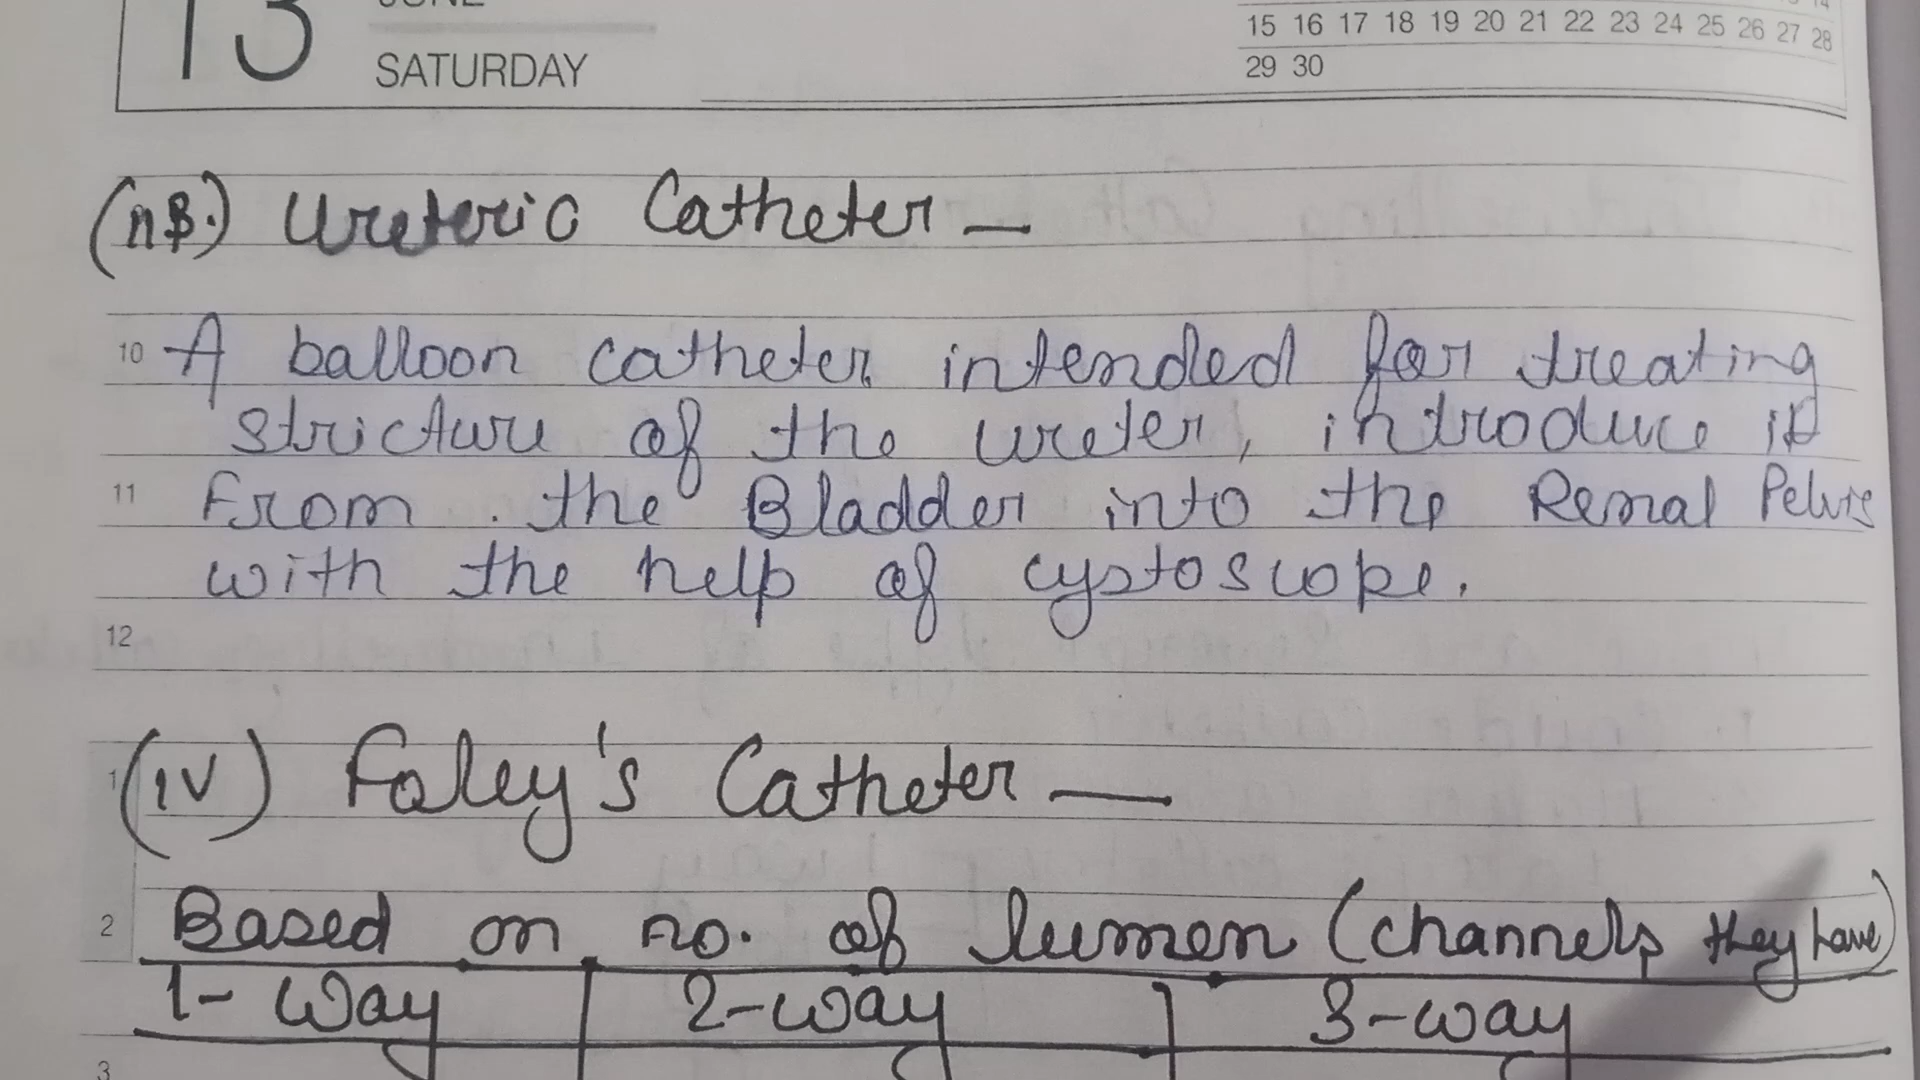 13 JUNE
SATURDAY
14
15 16 17 18 19 20 21 22 23 24 25 26 27 28
29 30
Ureteric Catheter —
10 A balloon catheter intended for treating
stricture of the ureter, introduce it
11 from the Bladder into the Renal Pelvis
with the help of cystoscope.
12
1 (IV) Foley's Catheter —
2 Based on no. of lumen (channels they have)
1-Way 2-way 3-way
3